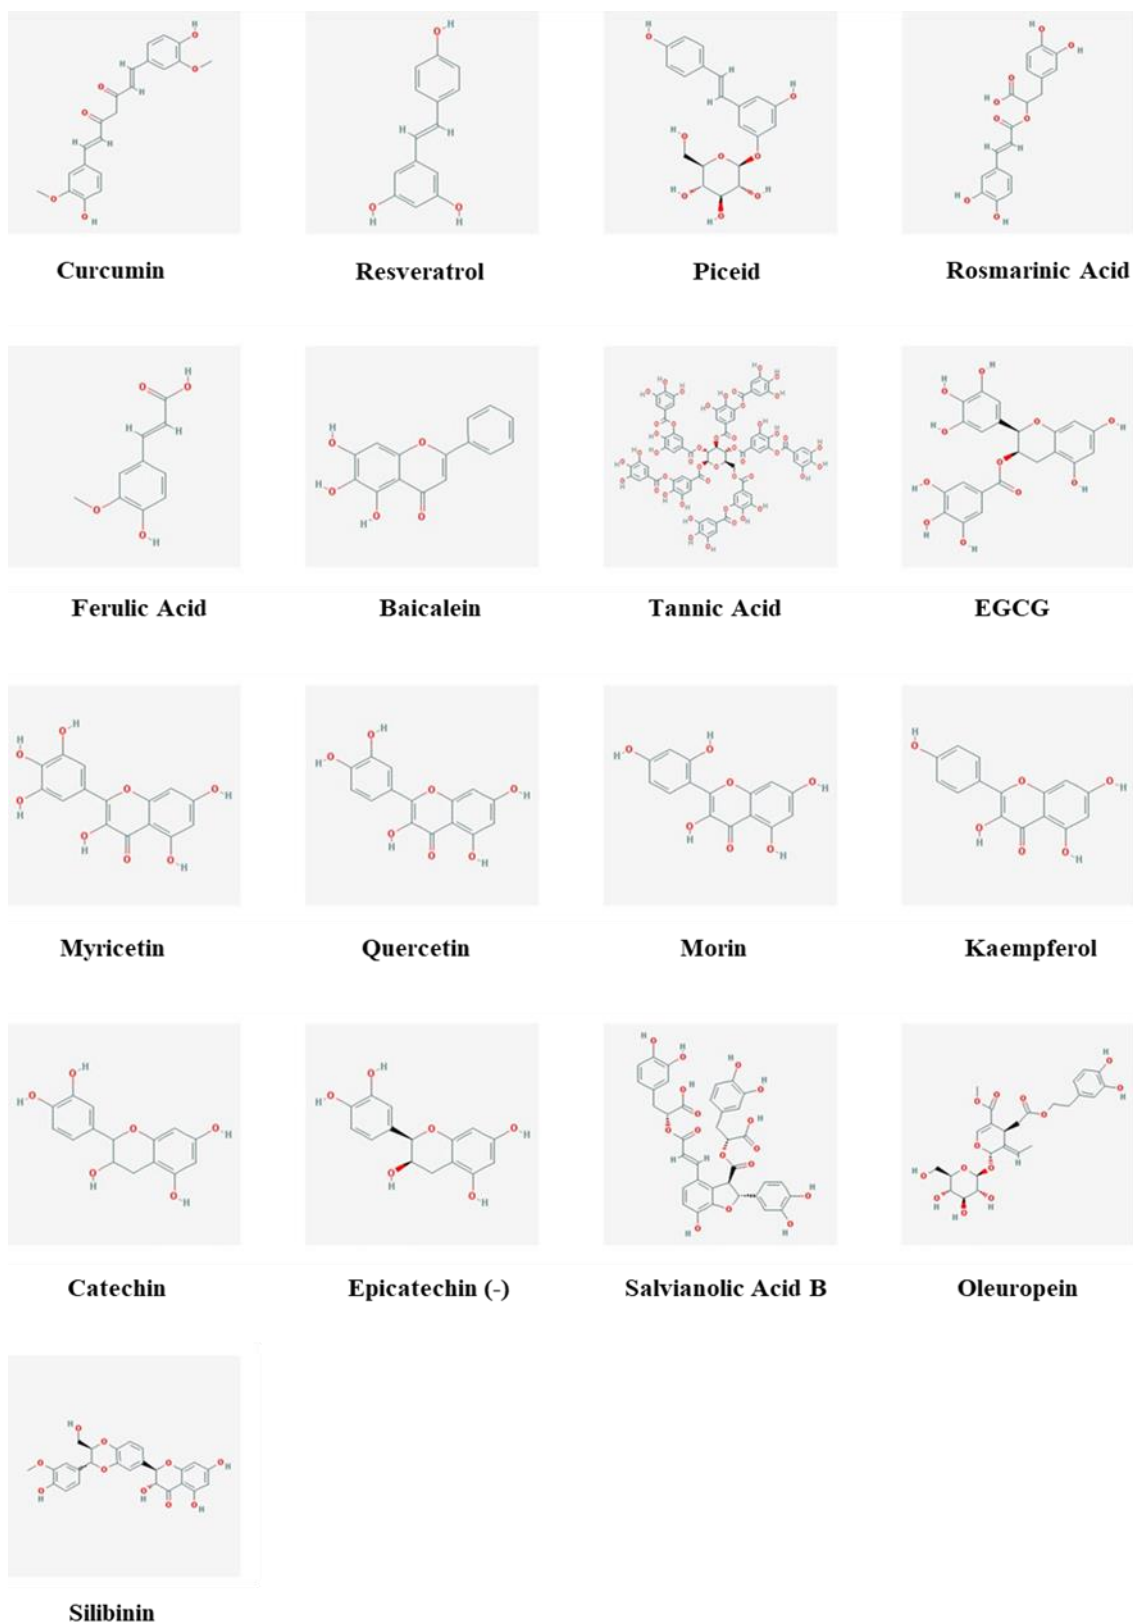 Curcumin
Resveratrol
Piceid
Rosmarinic Acid
Ferulic Acid
Baicalein
Tannic Acid
EGCG
Myricetin
Quercetin
Morin
Kaempferol
Catechin
Epicatechin (-)
Salvianolic Acid B
Oleuropein
Silibinin